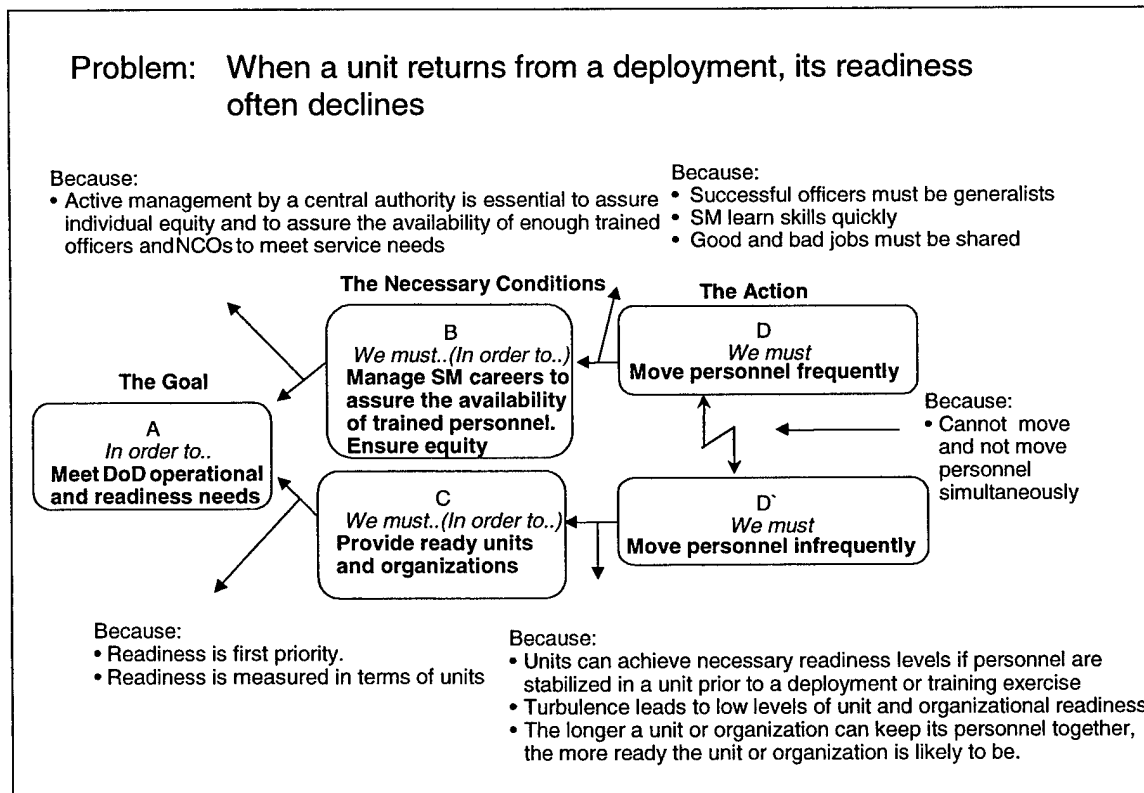 Problem: When a unit returns from a deployment, its readiness
often declines
Because:
• Active management by a central authority is essential to assure
individual equity and to assure the availability of enough trained
officers and NCOs to meet service needs
Because:
• Successful officers must be generalists
• SM learn skills quickly
• Good and bad jobs must be shared
The Necessary Conditions
The Action
The Goal
B
We must..(In order to..)
Manage SM careers to
assure the availability
of trained personnel.
Ensure equity
D
We must
Move personnel frequently
A
In order to..
Meet DoD operational
and readiness needs
Because:
• Cannot move
and not move
personnel
simultaneously
C
We must..(In order to..)
Provide ready units
and organizations
D`
We must
Move personnel infrequently
Because:
• Readiness is first priority.
• Readiness is measured in terms of units
Because:
• Units can achieve necessary readiness levels if personnel are
stabilized in a unit prior to a deployment or training exercise
• Turbulence leads to low levels of unit and organizational readiness
• The longer a unit or organization can keep its personnel together,
the more ready the unit or organization is likely to be.